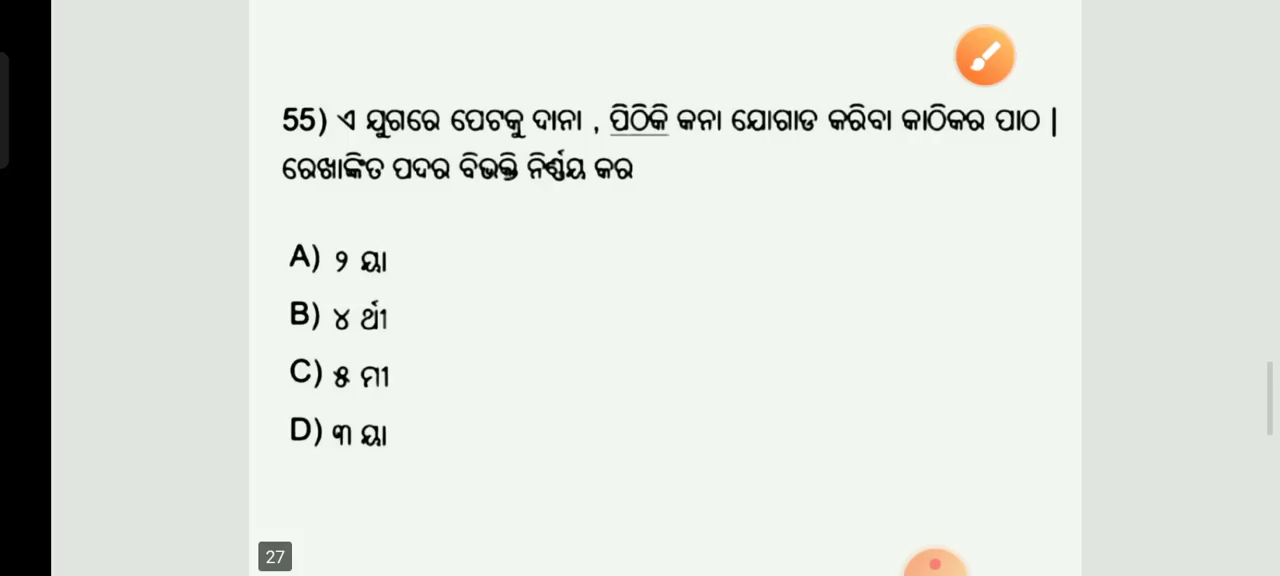 55) ଏ ଯୁଗରେ ପେଟକୁ ଦାନା , ପିଠିକି କନା ଯୋଗାଡ କରିବା କାଠିକର ପାଠ |
ରେଖାଙ୍କିତ ପଦର ବିଭକ୍ତି ନିର୍ଣ୍ଣୟ କର
A) ୨ ୟା
B) ୪ ର୍ଥୀ
C) ୫ ମୀ
D) ୩ ୟା
27